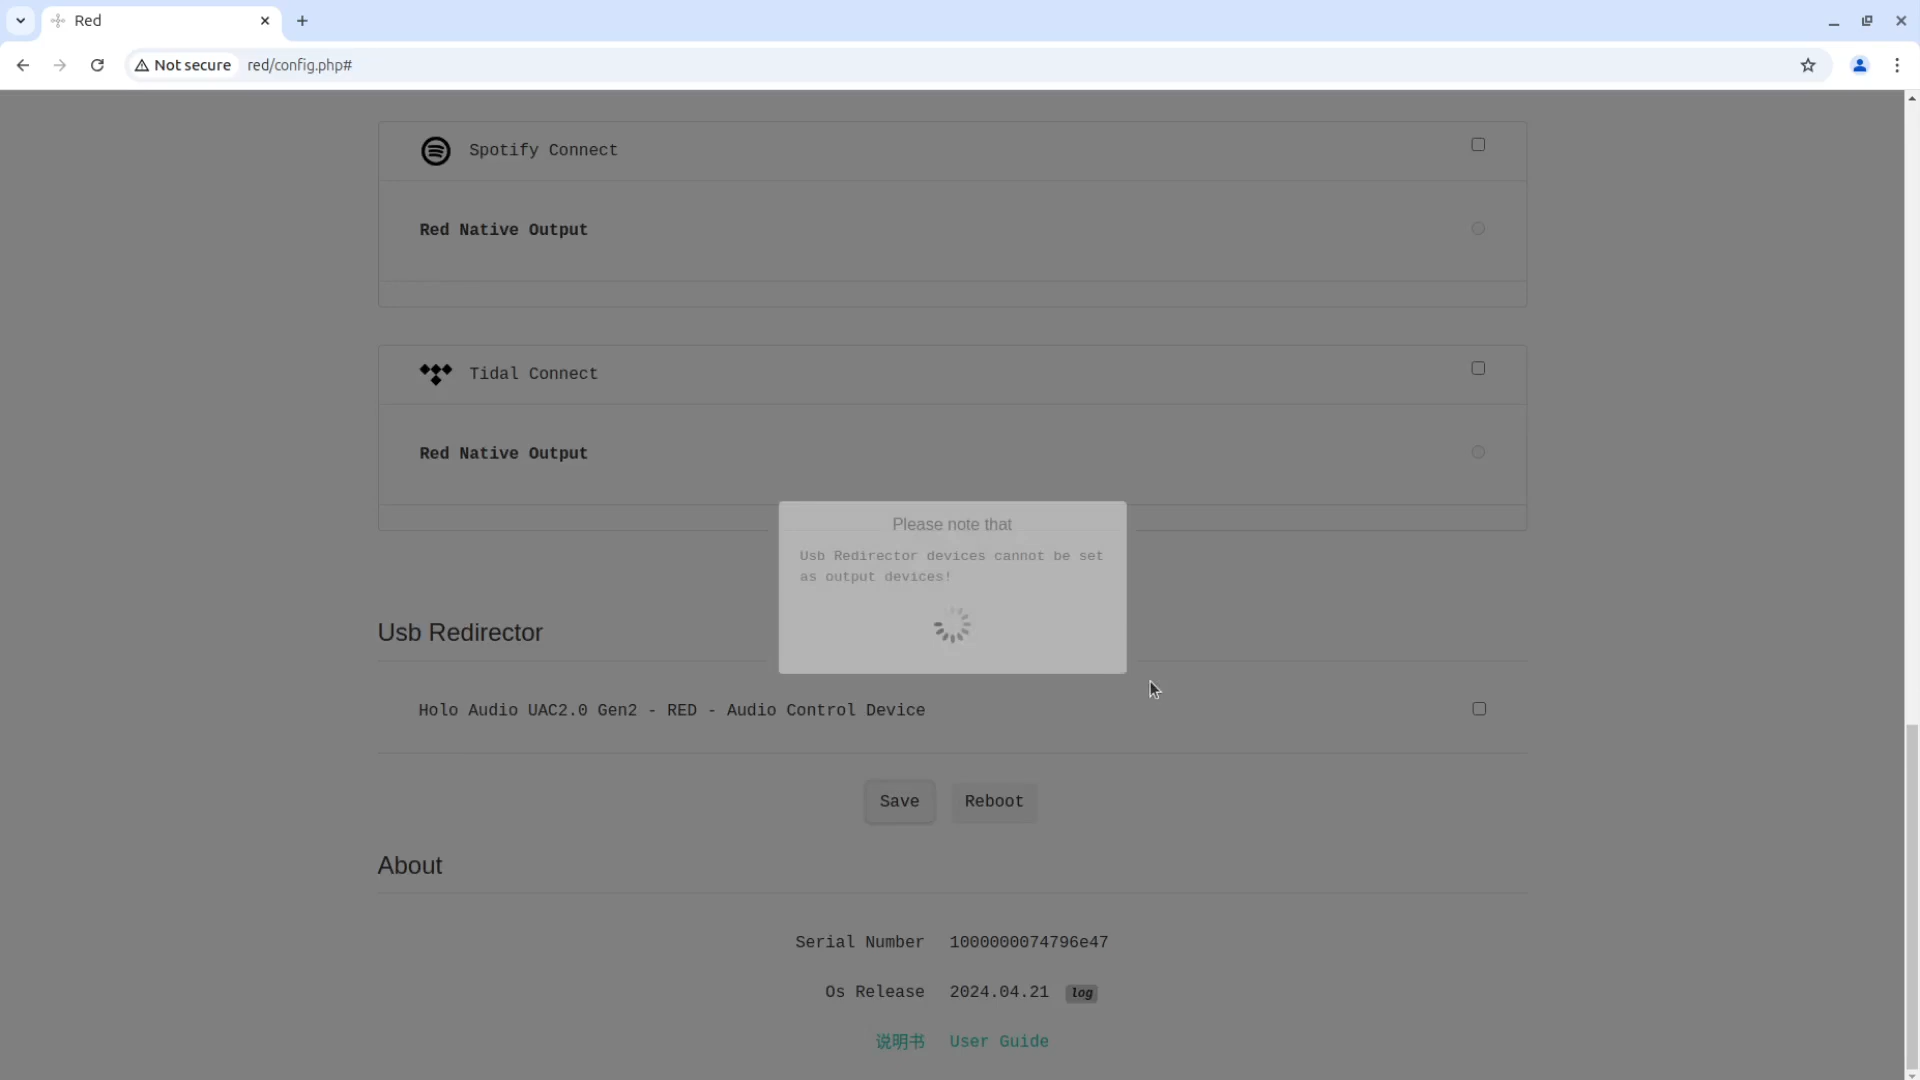 Red
Not secure
red/config.php#
Spotify Connect
Red Native Output
Tidal Connect
Red Native Output
Please note that
Usb Redirector devices cannot be set
as output devices!
Usb Redirector
Holo Audio UAC2.0 Gen2 - RED - Audio Control Device
Save
Reboot
About
Serial Number 1000000074796e47
Os Release 2024.04.21 log
说明书 User Guide